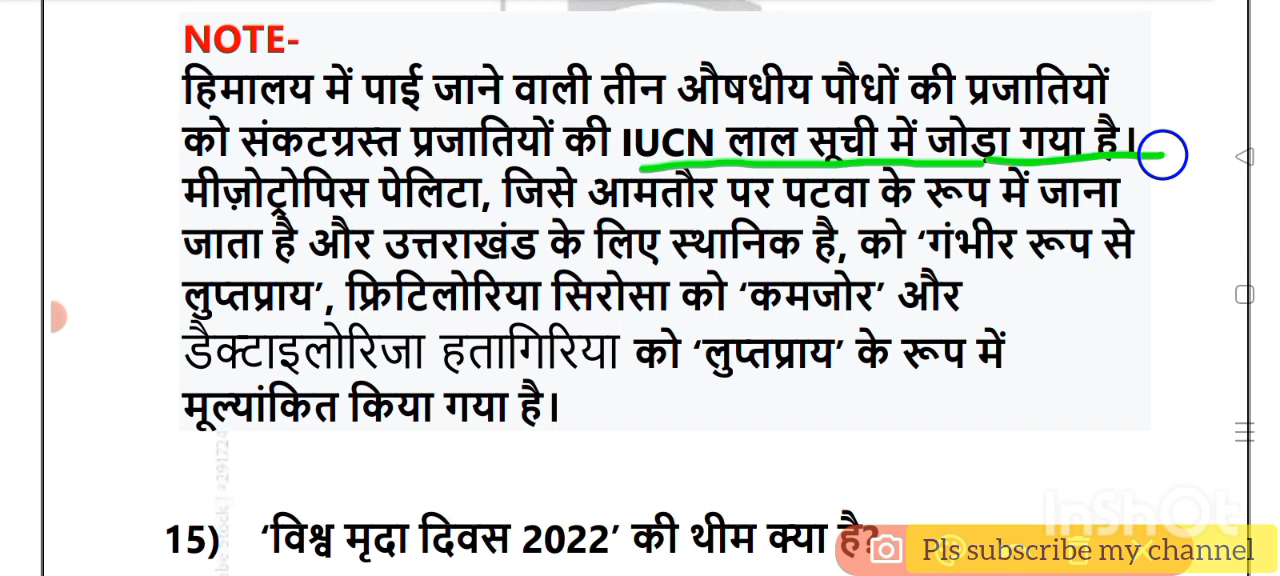 NOTE-
हिमालय में पाई जाने वाली तीन औषधीय पौधों की प्रजातियों
को संकटग्रस्त प्रजातियों की IUCN लाल सूची में जोड़ा गया है।
मीज़ोट्रोपिस पेलिटा, जिसे आमतौर पर पटवा के रूप में जाना
जाता है और उत्तराखंड के लिए स्थानिक है, को ‘गंभीर रूप से
लुप्तप्राय’, फ्रिटिलोरिया सिरोसा को ‘कमजोर’ और
डैक्टाइलोरिजा हतागिरिया को ‘लुप्तप्राय’ के रूप में
मूल्यांकित किया गया है।
15) ‘विश्व मृदा दिवस 2022’ की थीम क्या है?
InShOt
Pls subscribe my channel